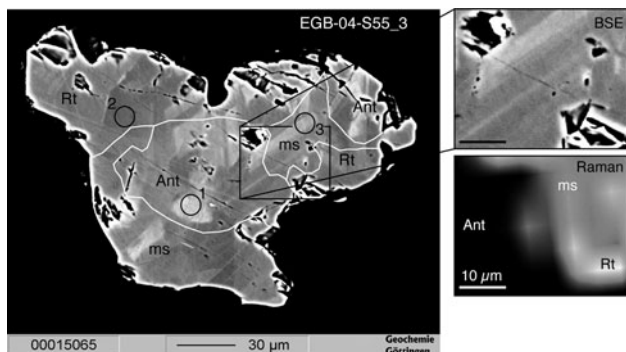 EGB-04-S55_3
BSE
Rt
2
Ant
3
ms
Rt
Ant
1
ms
Raman
ms
Ant
Rt
10 µm
00015065
30 µm
Geochemie
Göttingen